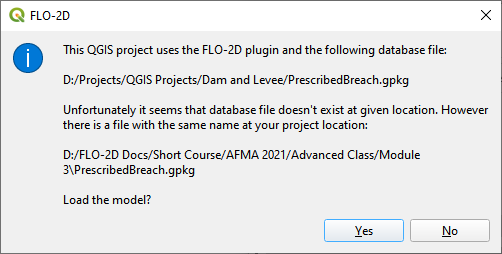 FLO-2D
This QGIS project uses the FLO-2D plugin and the following database file:
D:/Projects/QGIS Projects/Dam and Levee/PrescribedBreach.gpkg
Unfortunately it seems that database file doesn't exist at given location. However
there is a file with the same name at your project location:
D:/FLO-2D Docs/Short Course/AFMA 2021/Advanced Class/Module
3\PrescribedBreach.gpkg
Load the model?
Yes
No